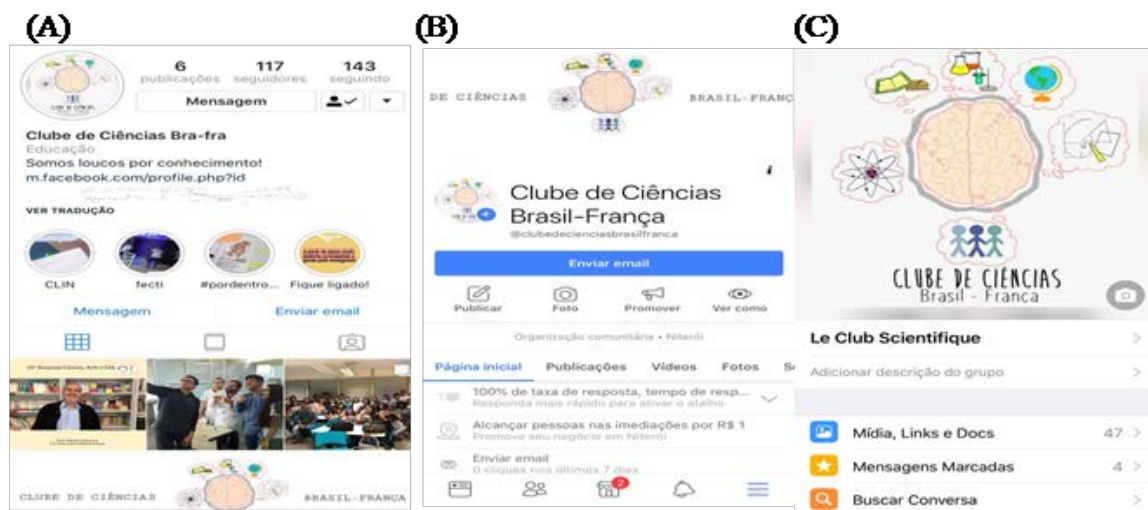 (A)
6 117 143
publicações seguidores seguindo
Mensagem
Clube de Ciências Bra-fra
Educação
Somos loucos por conhecimento!
m.facebook.com/profile.php?id
VER TRADUÇÃO
CLIN fecti #pordentro... Fique ligado!
Mensagem Enviar email
CLUBE DE CIÊNCIAS BRASIL-FRANÇA
(B)
DE CIÊNCIAS BRASIL-FRANÇ
Clube de Ciências
Brasil-França
@clubedecienciasbrasilfranca
Enviar email
Publicar Foto Promover Ver como
Organização comunitária • Niterói
Página inicial Publicações Vídeos Fotos S
100% de taxa de resposta, tempo de resp...
Responda mais rápido para ativar o atalho
Alcançar pessoas nas imediações por R$ 1
Promova seu negócio em Niterói
Enviar email
0 cliques nos últimos 7 dias
2
(C)
CLUBE DE CIÊNCIAS
Brasil - França
Le Club Scientifique
Adicionar descrição do grupo
Mídia, Links e Docs 47
Mensagens Marcadas 4
Buscar Conversa